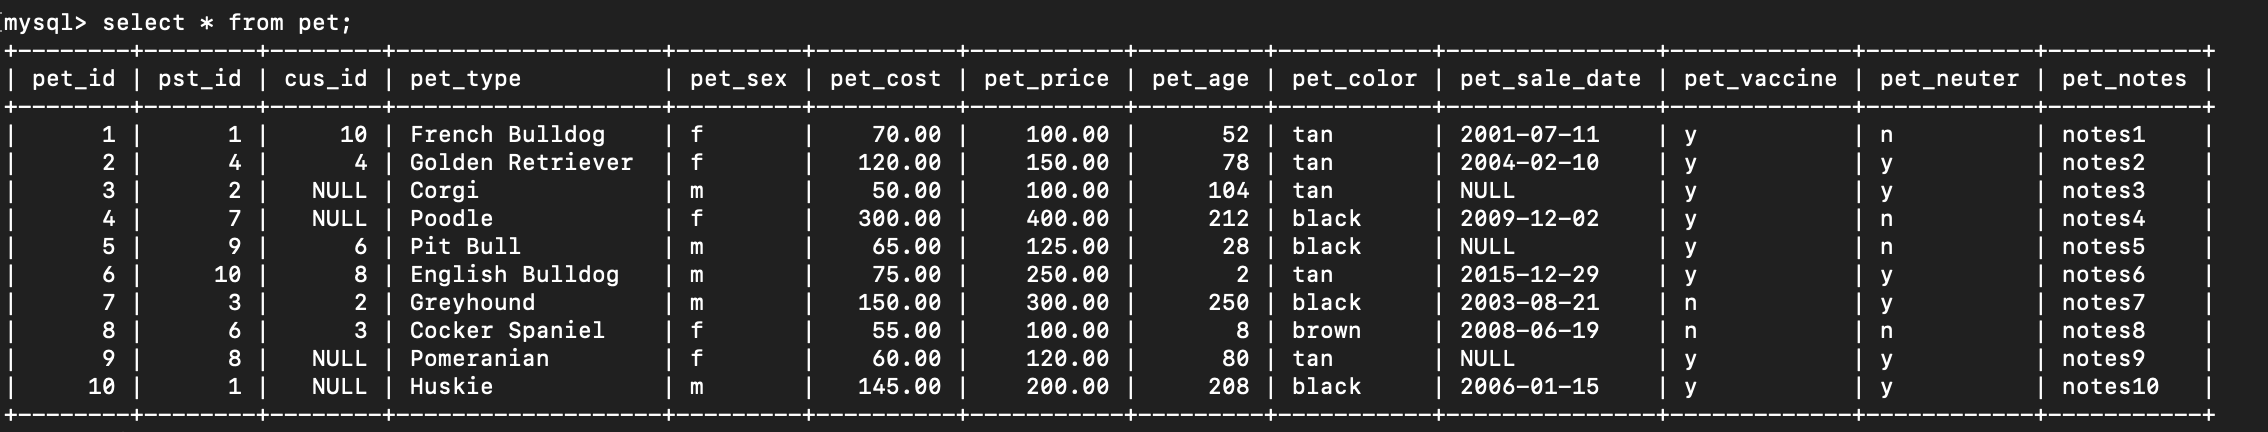 mysql> select * from pet;
+--------+--------+--------+------------------+---------+----------+-----------+---------+-----------+---------------+-------------+------------+-----------+
| pet_id | pst_id | cus_id | pet_type         | pet_sex | pet_cost | pet_price | pet_age | pet_color | pet_sale_date | pet_vaccine | pet_neuter | pet_notes |
+--------+--------+--------+------------------+---------+----------+-----------+---------+-----------+---------------+-------------+------------+-----------+
|      1 |      1 |     10 | French Bulldog   | f       |    70.00 |    100.00 |      52 | tan       | 2001-07-11    | y           | n          | notes1    |
|      2 |      4 |      4 | Golden Retriever | f       |   120.00 |    150.00 |      78 | tan       | 2004-02-10    | y           | y          | notes2    |
|      3 |      2 |   NULL | Corgi            | m       |    50.00 |    100.00 |     104 | tan       | NULL          | y           | y          | notes3    |
|      4 |      7 |   NULL | Poodle           | f       |   300.00 |    400.00 |     212 | black     | 2009-12-02    | y           | n          | notes4    |
|      5 |      9 |      6 | Pit Bull         | m       |    65.00 |    125.00 |      28 | black     | NULL          | y           | n          | notes5    |
|      6 |     10 |      8 | English Bulldog  | m       |    75.00 |    250.00 |       2 | tan       | 2015-12-29    | y           | y          | notes6    |
|      7 |      3 |      2 | Greyhound        | m       |   150.00 |    300.00 |     250 | black     | 2003-08-21    | n           | y          | notes7    |
|      8 |      6 |      3 | Cocker Spaniel   | f       |    55.00 |    100.00 |       8 | brown     | 2008-06-19    | n           | n          | notes8    |
|      9 |      8 |   NULL | Pomeranian       | f       |    60.00 |    120.00 |      80 | tan       | NULL          | y           | y          | notes9    |
|     10 |      1 |   NULL | Huskie           | m       |   145.00 |    200.00 |     208 | black     | 2006-01-15    | y           | y          | notes10   |
+--------+--------+--------+------------------+---------+----------+-----------+---------+-----------+---------------+-------------+------------+-----------+